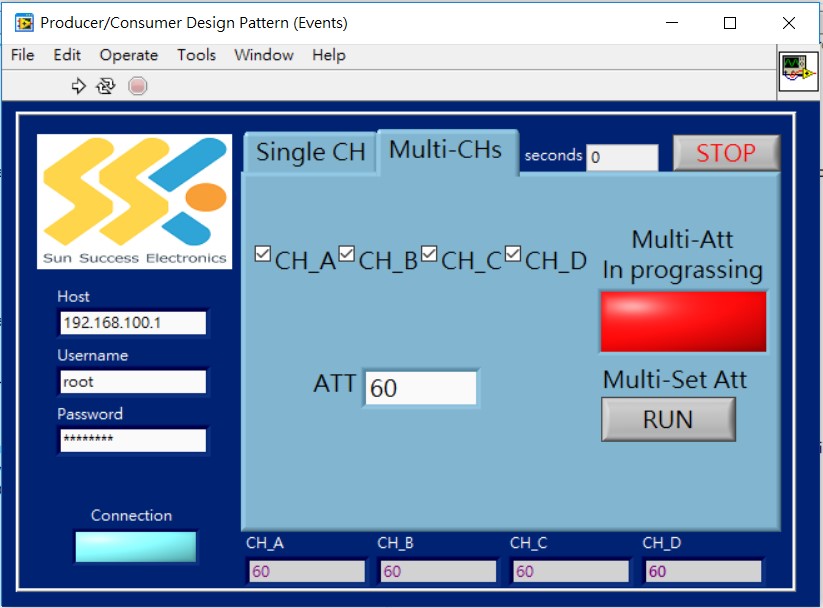 Producer/Consumer Design Pattern (Events)
File Edit Operate Tools Window Help
Single CH Multi-CHs seconds 0 STOP
Sun Success Electronics
CH_A CH_B CH_C CH_D
Multi-Att
In prograssing
Host
192.168.100.1
Username
root
Password
********
ATT 60
Multi-Set Att
RUN
Connection
CH_A CH_B CH_C CH_D
60 60 60 60